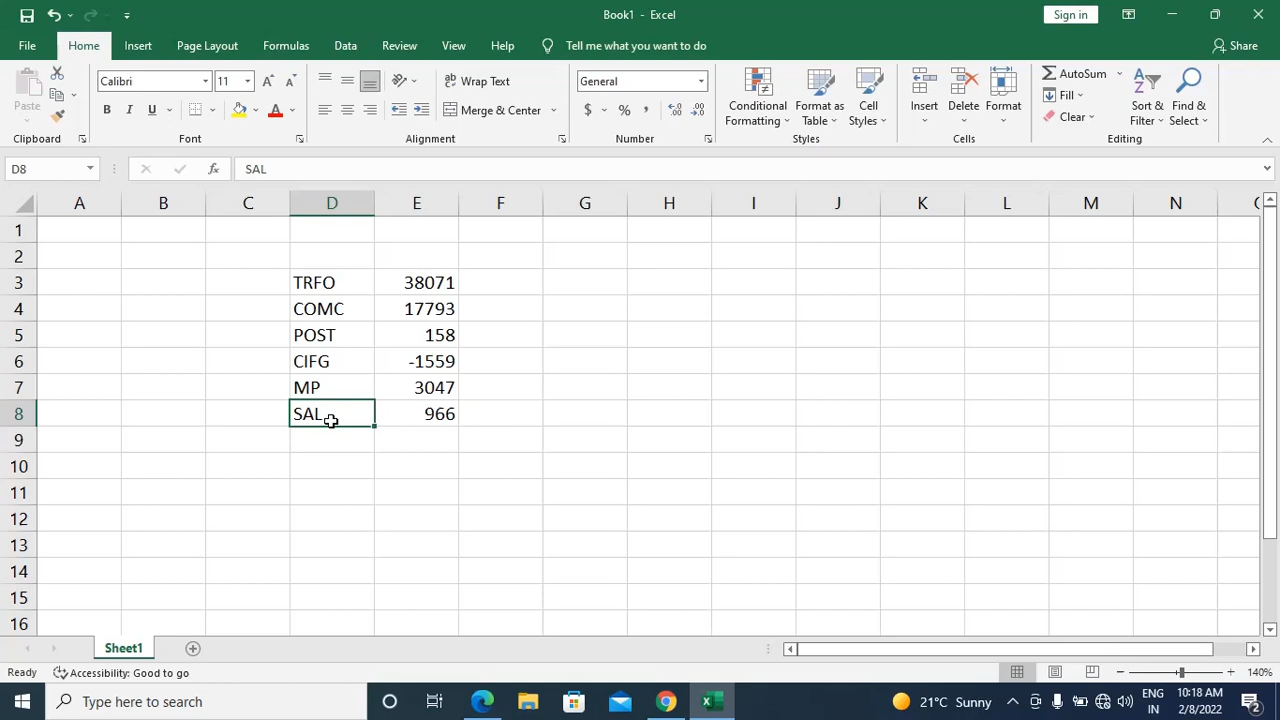 Book1 - Excel
Sign in
File Home Insert Page Layout Formulas Data Review View Help Tell me what you want to do Share
Paste
Clipboard
Calibri 11
B I U A
Font
Wrap Text
Merge & Center
Alignment
General
$ % ,
Number
Conditional Formatting
Format as Table
Cell Styles
Styles
Insert Delete Format
Cells
AutoSum
Fill
Clear
Sort & Filter
Find & Select
Editing
D8 fx SAL
A B C D E F G H I J K L M N
1
2
3 TRFO 38071
4 COMC 17793
5 POST 158
6 CIFG -1559
7 MP 3047
8 SAL 966
9
10
11
12
13
14
15
16
Sheet1
Ready Accessibility: Good to go 140%
Type here to search
21°C Sunny
ENG IN
10:18 AM
2/8/2022
2